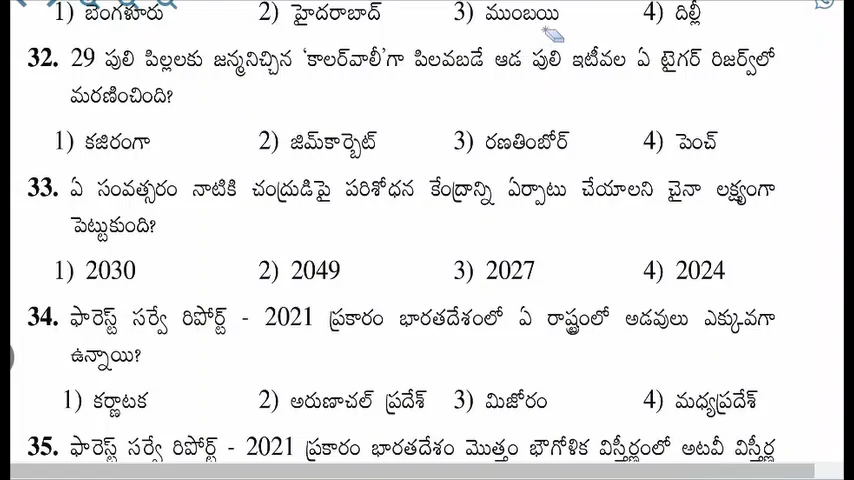 1) బెంగళూరు 2) హైదరాబాద్ 3) ముంబయి 4) దిల్లీ
32. 29 పులి పిల్లలకు జన్మనిచ్చిన 'కాలర్‌వాలీ'గా పిలవబడే ఆడ పులి ఇటీవల ఏ టైగర్ రిజర్వ్‌లో
మరణించింది?
1) కజిరంగా 2) జిమ్‌కార్బెట్ 3) రణతింబోర్ 4) పెంచ్
33. ఏ సంవత్సరం నాటికి చంద్రుడిపై పరిశోధన కేంద్రాన్ని ఏర్పాటు చేయాలని చైనా లక్ష్యంగా
పెట్టుకుంది?
1) 2030 2) 2049 3) 2027 4) 2024
34. ఫారెస్ట్ సర్వే రిపోర్ట్ - 2021 ప్రకారం భారతదేశంలో ఏ రాష్ట్రంలో అడవులు ఎక్కువగా
ఉన్నాయి?
1) కర్ణాటక 2) అరుణాచల్ ప్రదేశ్ 3) మిజోరం 4) మధ్యప్రదేశ్
35. ఫారెస్ట్ సర్వే రిపోర్ట్ - 2021 ప్రకారం భారతదేశం మొత్తం భౌగోళిక విస్తీర్ణంలో అటవీ విస్తీర్ణ